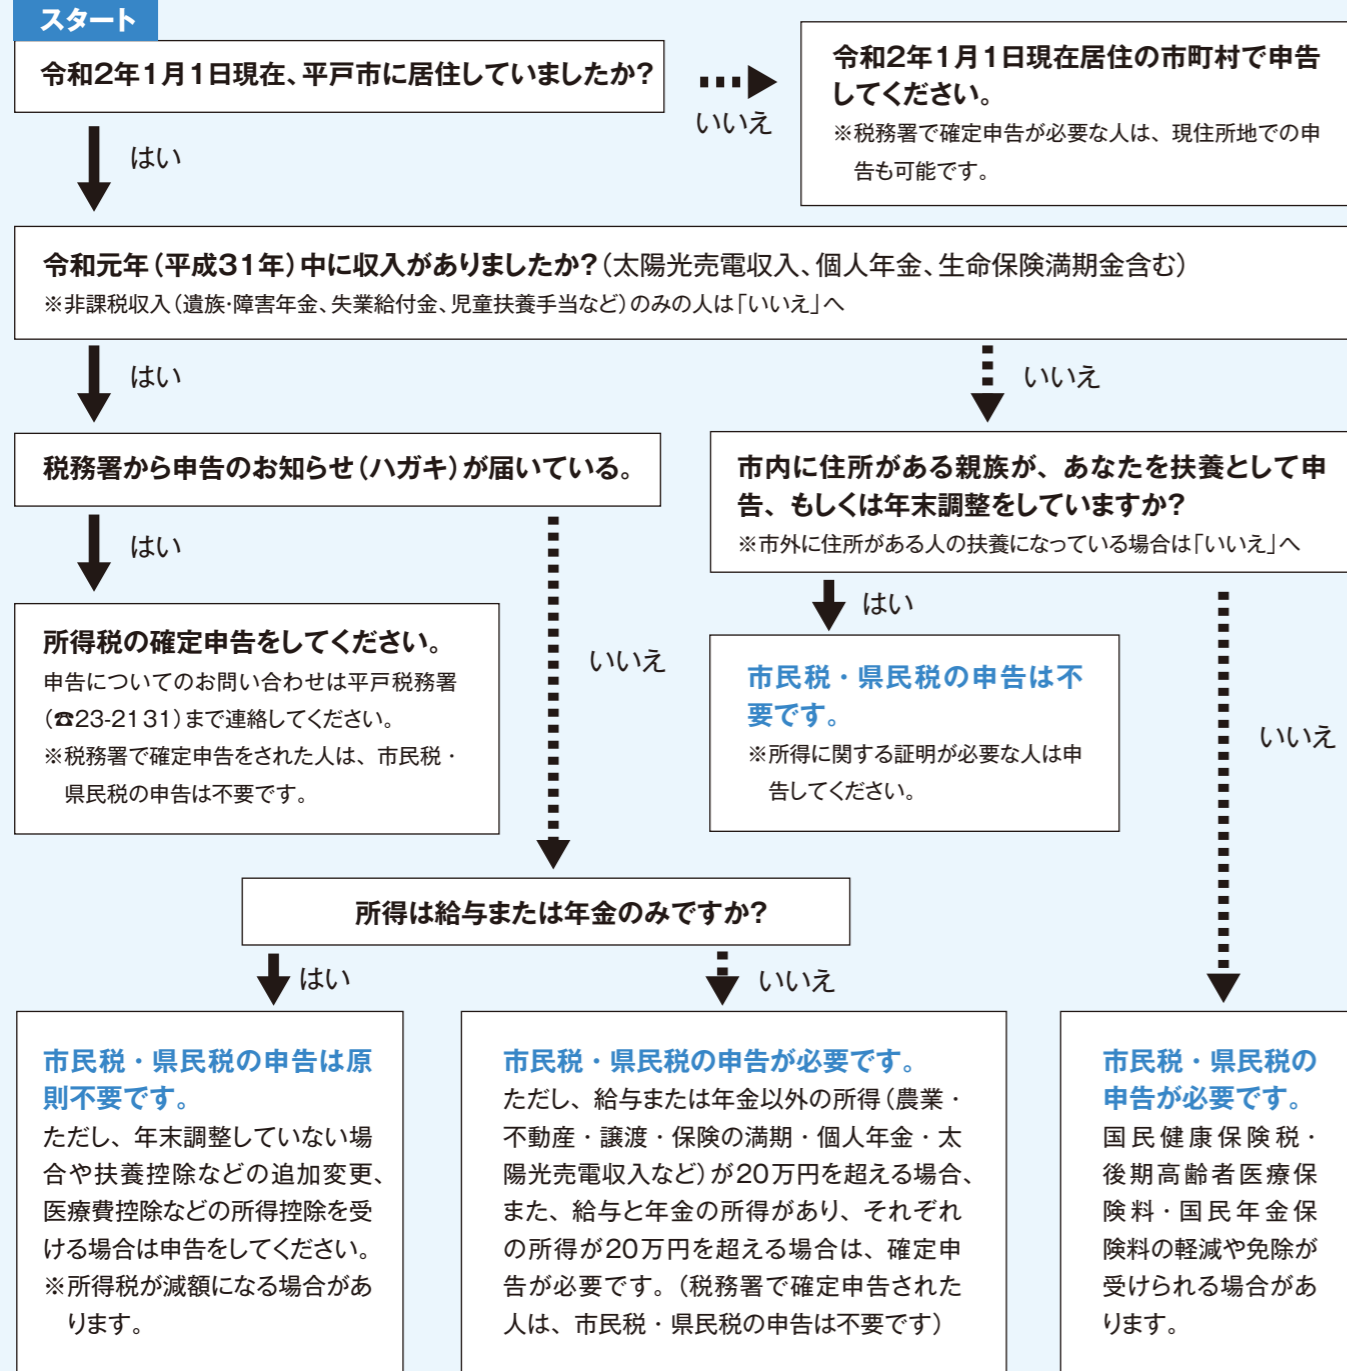 スタート
令和2年1月1日現在、平戸市に居住していましたか?
いいえ
令和2年1月1日現在居住の市町村で申告
してください。
※税務署で確定申告が必要な人は、現住所地での申
告も可能です。
はい
令和元年(平成31年)中に収入がありましたか?(太陽光売電収入、個人年金、生命保険満期金含む)
※非課税収入(遺族・障害年金、失業給付金、児童扶養手当など)のみの人は「いいえ」へ
はい
いいえ
税務署から申告のお知らせ(ハガキ)が届いている。
市内に住所がある親族が、あなたを扶養として申
告、もしくは年末調整をしていますか?
※市外に住所がある人の扶養になっている場合は「いいえ」へ
はい
いいえ
はい
いいえ
所得税の確定申告をしてください。
申告についてのお問い合わせは平戸税務署
(☎23-2131)まで連絡してください。
※税務署で確定申告をされた人は、市民税・
県民税の申告は不要です。
市民税・県民税の申告は不
要です。
※所得に関する証明が必要な人は申
告してください。
所得は給与または年金のみですか?
はい
いいえ
市民税・県民税の申告は原
則不要です。
ただし、年末調整していない場
合や扶養控除などの追加変更、
医療費控除などの所得控除を受
ける場合は申告をしてください。
※所得税が減額になる場合があ
ります。
市民税・県民税の申告が必要です。
ただし、給与または年金以外の所得(農業・
不動産・譲渡・保険の満期・個人年金・太
陽光売電収入など)が20万円を超える場合、
また、給与と年金の所得があり、それぞれ
の所得が20万円を超える場合は、確定申
告が必要です。(税務署で確定申告された
人は、市民税・県民税の申告は不要です)
市民税・県民税の
申告が必要です。
国民健康保険税・
後期高齢者医療保
険料・国民年金保
険料の軽減や免除が
受けられる場合があ
ります。